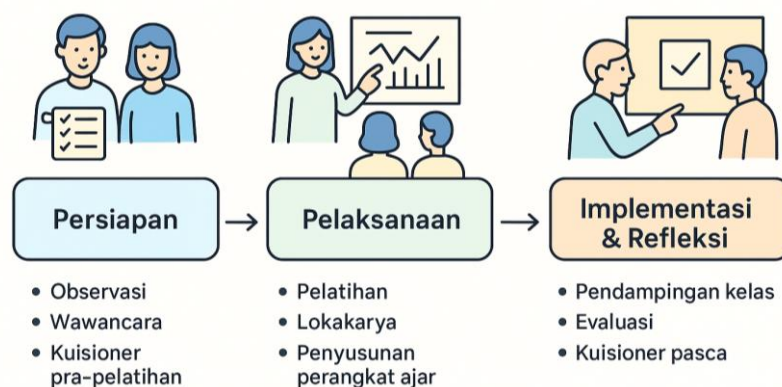 Persiapan
Pelaksanaan
Implementasi
& Refleksi
• Observasi
• Wawancara
• Kuisioner
pra-pelatihan
• Pelatihan
• Lokakarya
• Penyusunan
perangkat ajar
• Pendampingan kelas
• Evaluasi
• Kuisioner pasca